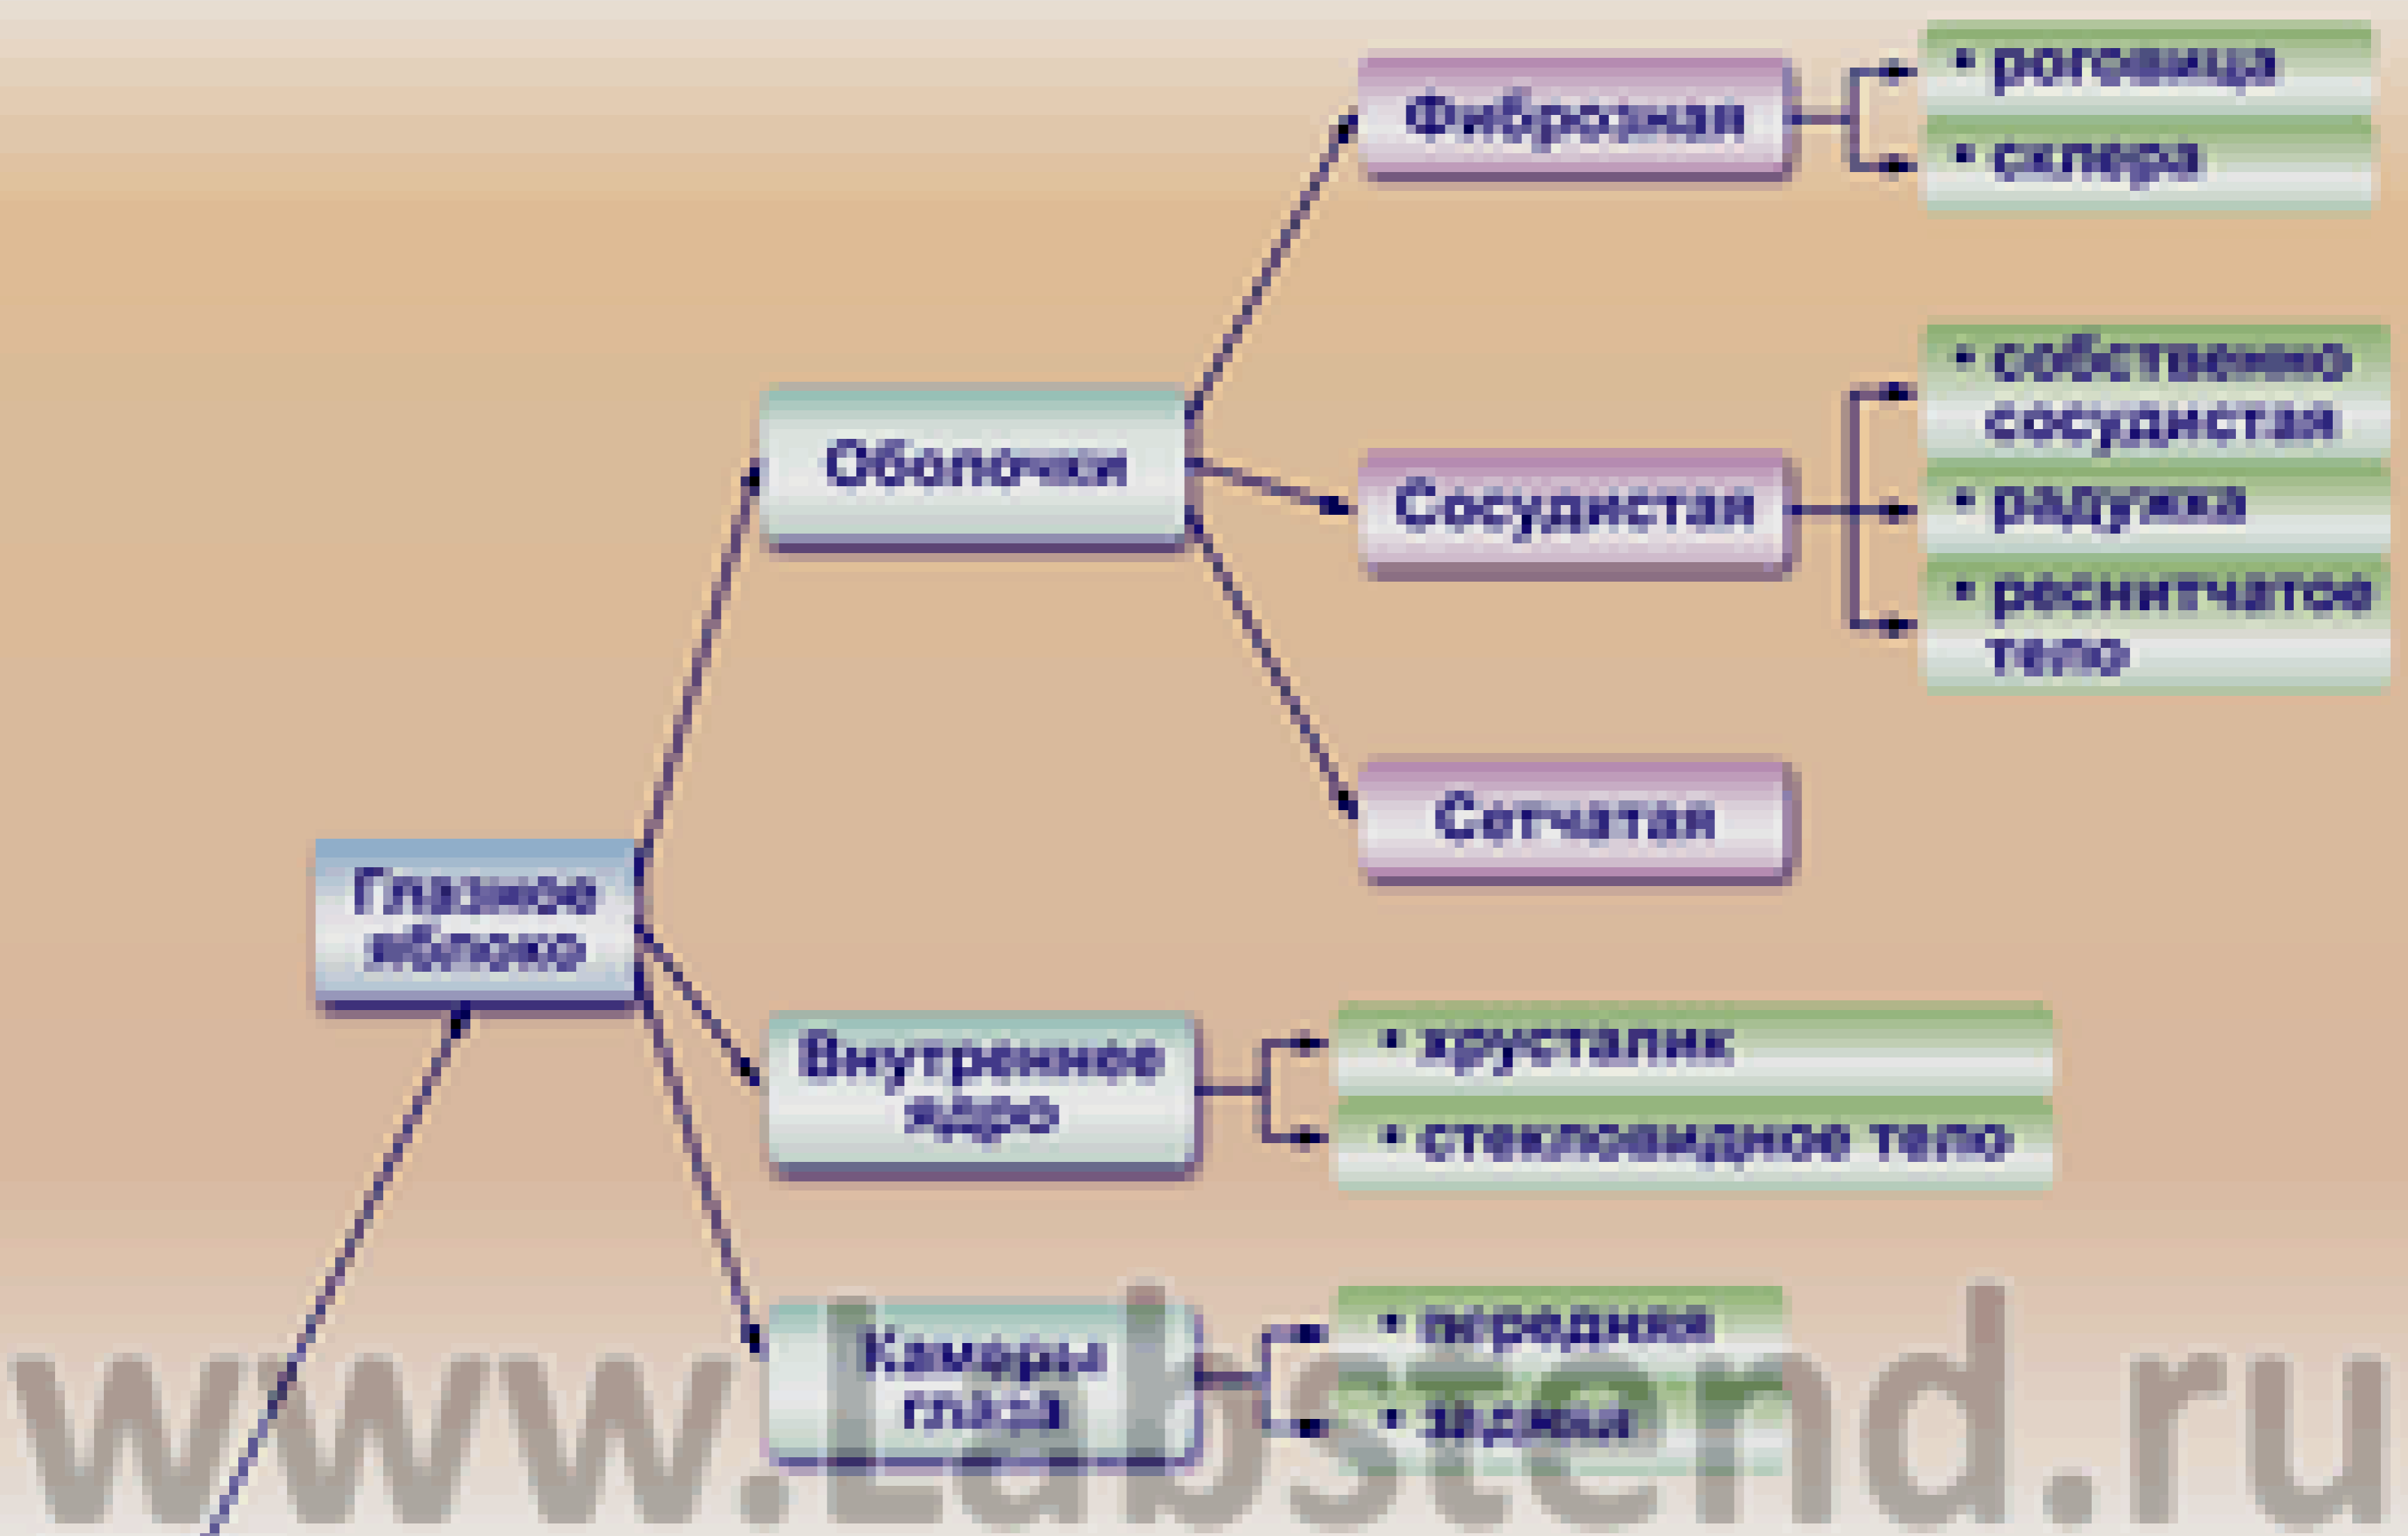 Фиброзная
• роговица
• склера
Оболочки
Сосудистая
• собственно
сосудистая
• радужка
• реснитчатое
тело
Сетчатая
Глазное
яблоко
Внутреннее
ядро
• хрусталик
• стекловидное тело
Камеры
глаза
• передняя
• задняя
www.Labstend.ru